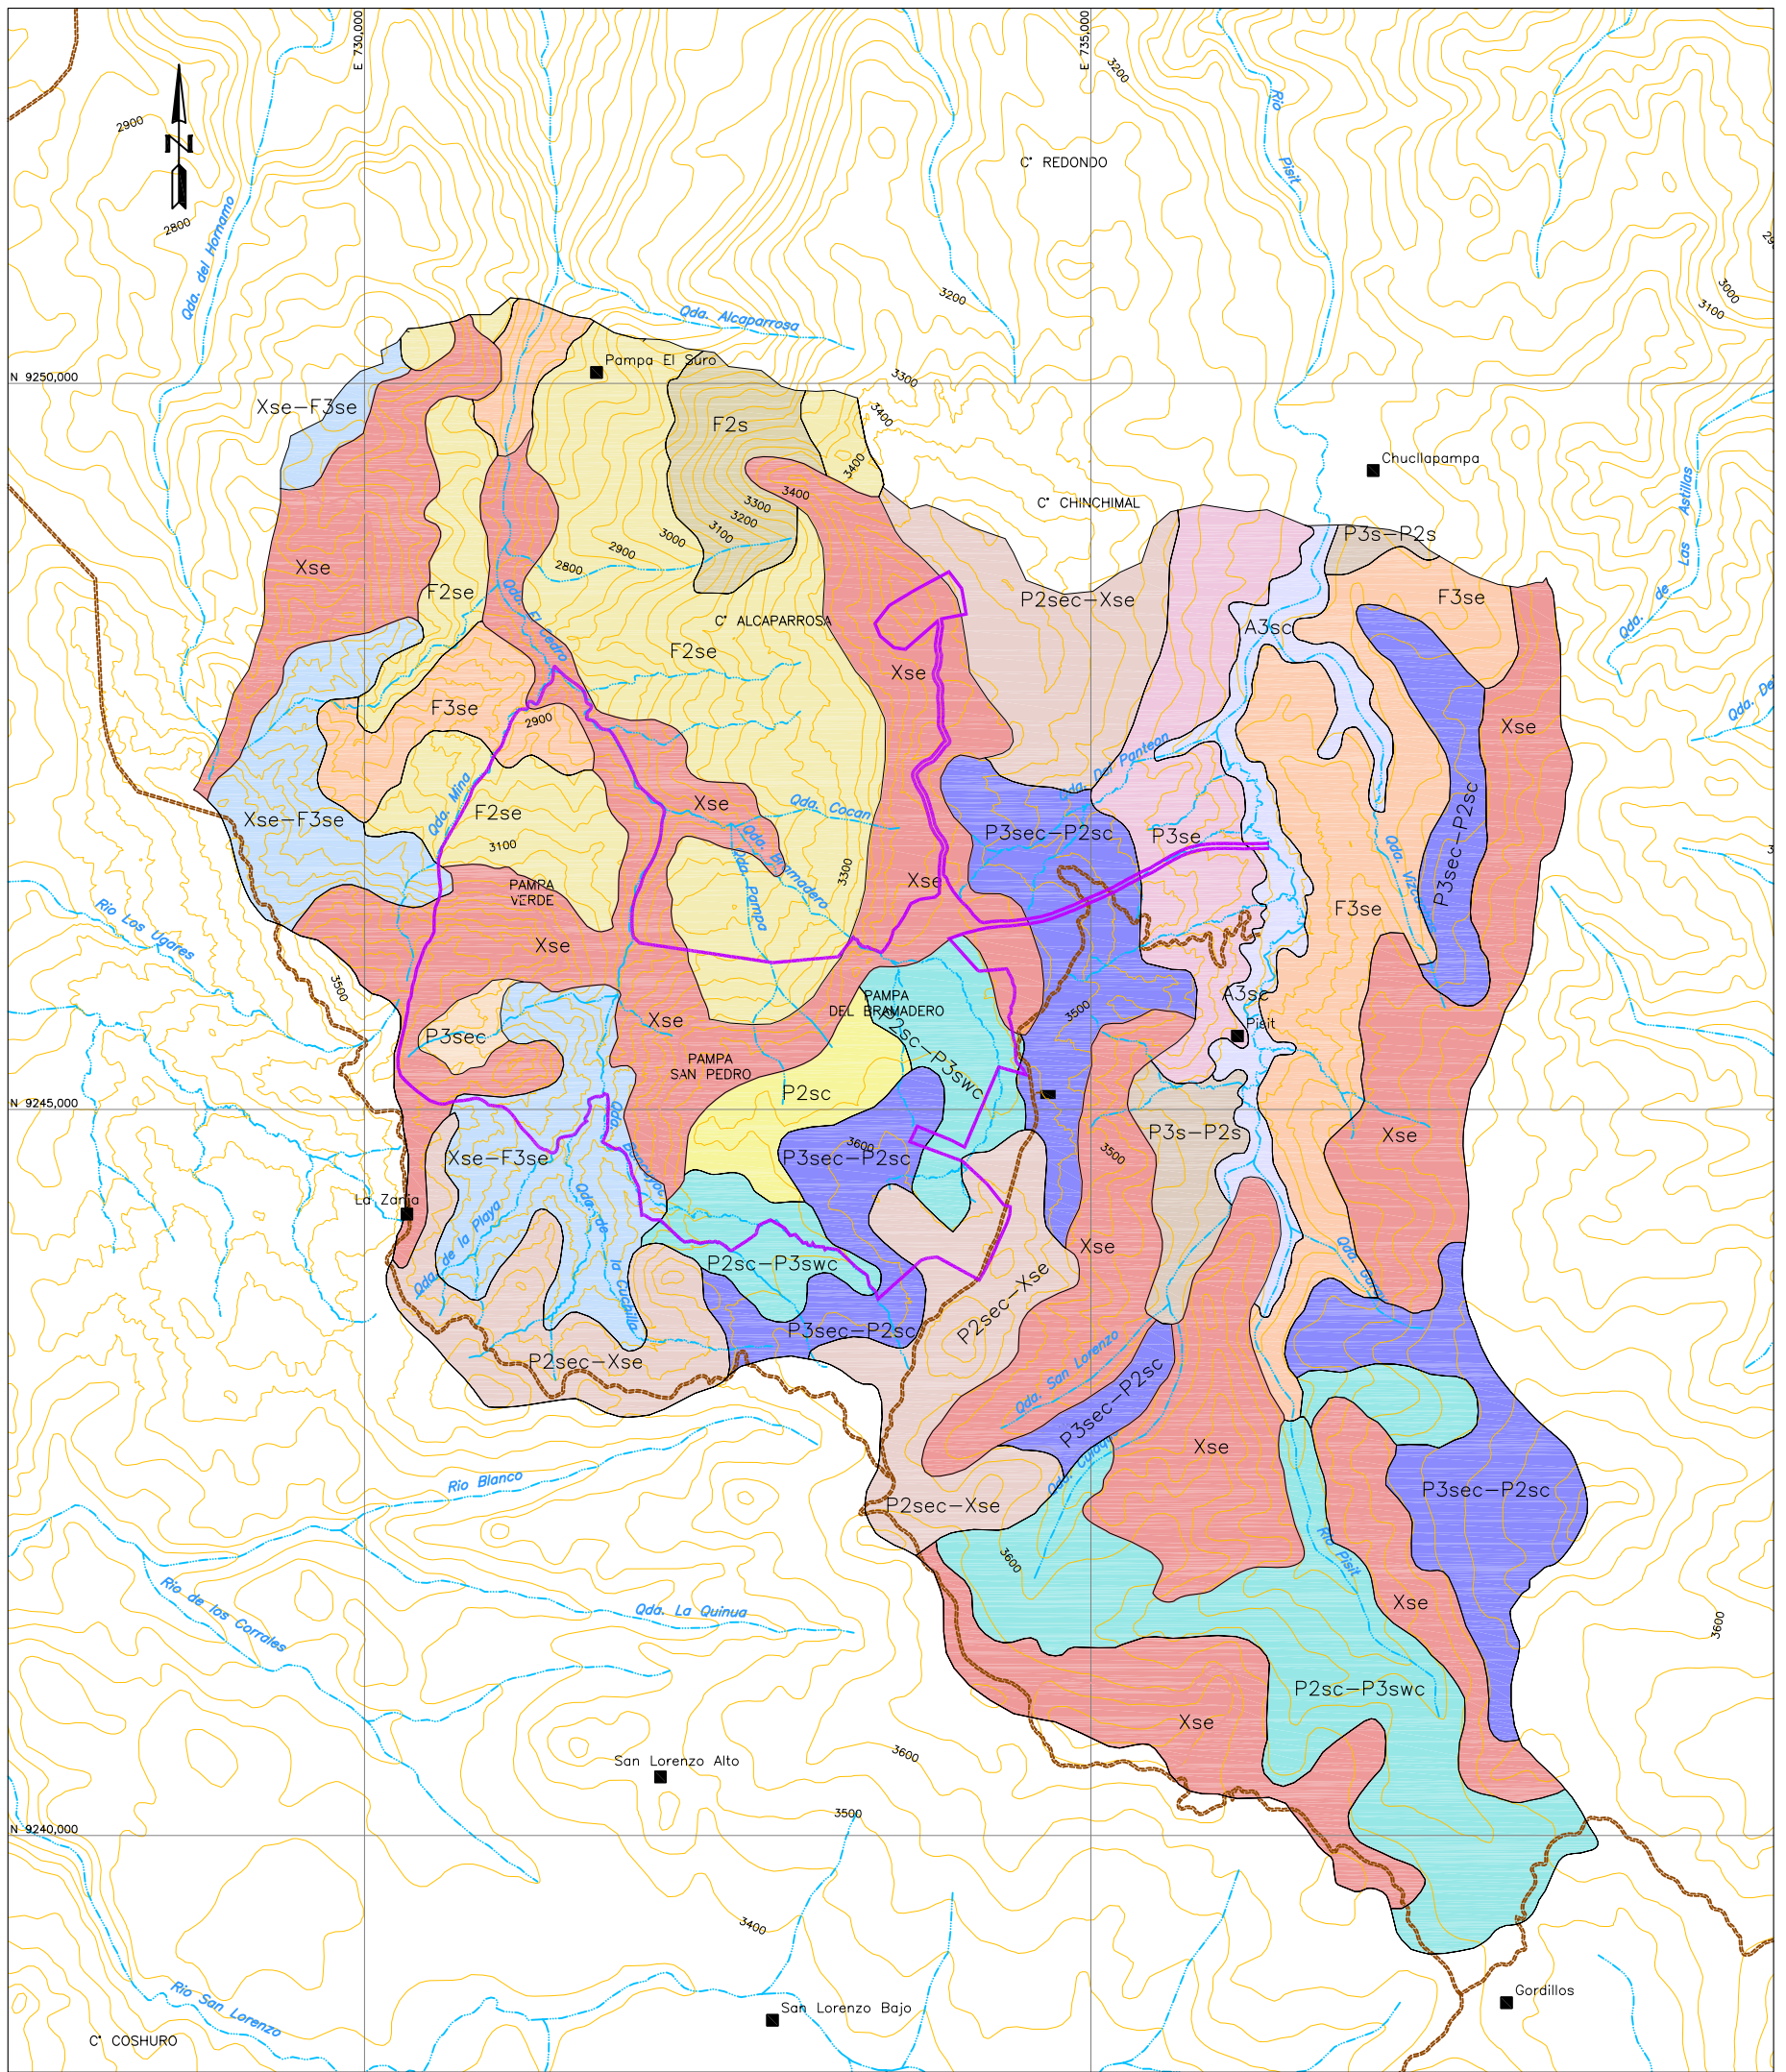 E 730,000
E 735,000
3200
2900
N
Rio
Pisit
C° REDONDO
2800
Qda. del Hornamo
3200
3000
3100
Qda. Alcaparrosa
Pampa El Suro
N 9250,000
3300
Xse-F3se
F2s
3400
3400
Chucllapampa
3400
3300
3200
3100
3000
2900
2800
C° CHINCHIMAL
Qda. de Las Astillas
P3s-P2s
Xse
F2se
Qda. El Cedro
P2sec-Xse
F3se
C° ALCAPARROSA
A3sc
F2se
Xse
Qda. De
F3se
2900
Xse
Qda. Del Panteon
Qda. Mina
Xse
Qda. Cocan
Xse-F3se
F2se
P3sec-P2sc
P3se
P3sec-P2sc
3100
Qda. Bramadero
Qda. Pampa
3300
Xse
PAMPA
VERDE
F3se
Rio Los Ugares
Xse
3500
PAMPA
DEL BRAMADERO
A3sc
3500
P3sec
Xse
Pisit
P2sc-P3swc
PAMPA
SAN PEDRO
P2sc
N 9245,000
P3s-P2s
Xse
3600
3500
Xse-F3se
P3sec-P2sc
La Zanja
Qda. de la Playa
Qda. de
la Cuchilla
Xse
P2sc-P3swc
P2sec-Xse
P3sec-P2sc
P2sec-Xse
Qda. San Lorenzo
P3sec-P2sc
Xse
Rio Blanco
P2sec-Xse
P3sec-P2sc
3600
Rio Pisit
Rio de los Corrales
Qda. La Quinua
Xse
3600
P2sc-P3swc
Xse
San Lorenzo Alto
3600
3500
N 9240,000
3400
Rio San Lorenzo
San Lorenzo Bajo
Gordillos
C° COSHURO